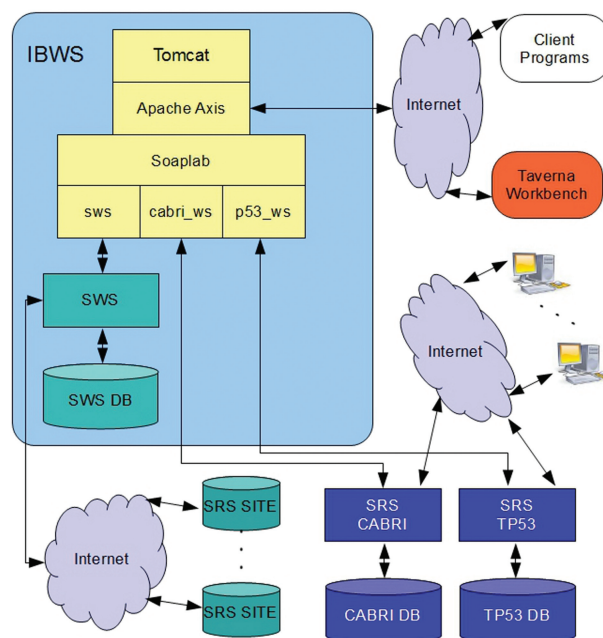 IBWS
Tomcat
Apache Axis
Soaplab
sws
cabri_ws
p53_ws
SWS
SWS DB
Internet
Client
Programs
Taverna
Workbench
Internet
Internet
SRS SITE
SRS SITE
SRS
CABRI
SRS
TP53
CABRI DB
TP53 DB